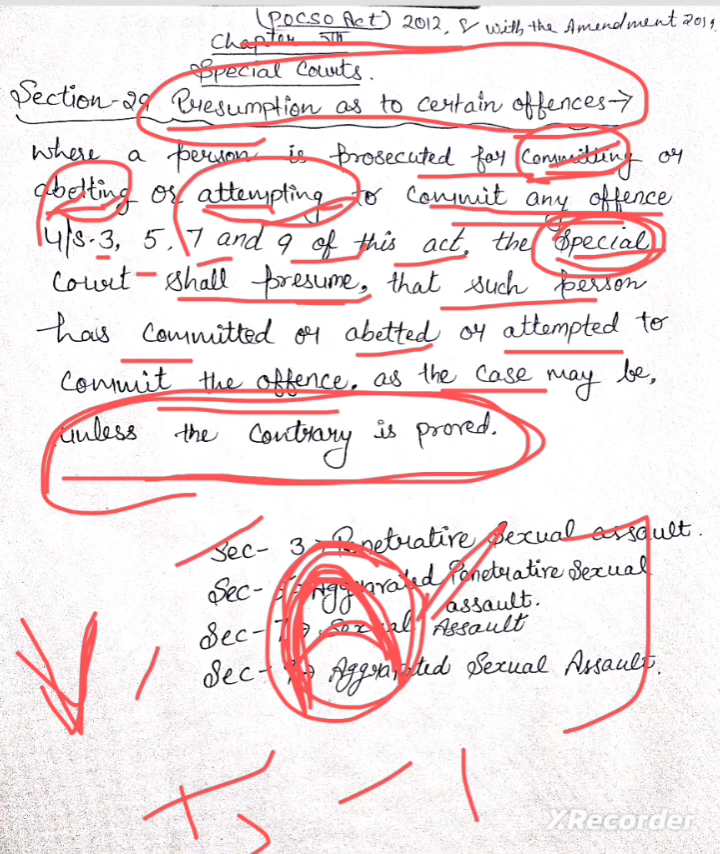 (POCSO Act) 2012, & with the Amendment 2019.
Chapter 5th
Special Courts.
Section-29 Presumption as to certain offences→
where a person is prosecuted for committing or
abetting or attempting to commit any offence
u/s. 3, 5, 7 and 9 of this act, the Special
Court shall presume, that such person
has committed or abetted or attempted to
commit the offence, as the case may be,
unless the contrary is proved.
Sec- 3 → Penetrative Sexual assault.
Sec- Aggravated Penetrative Sexual
assault.
Sec- 7 → Sexual Assault
Sec- 9 → Aggravated Sexual Assault.
XRecorder